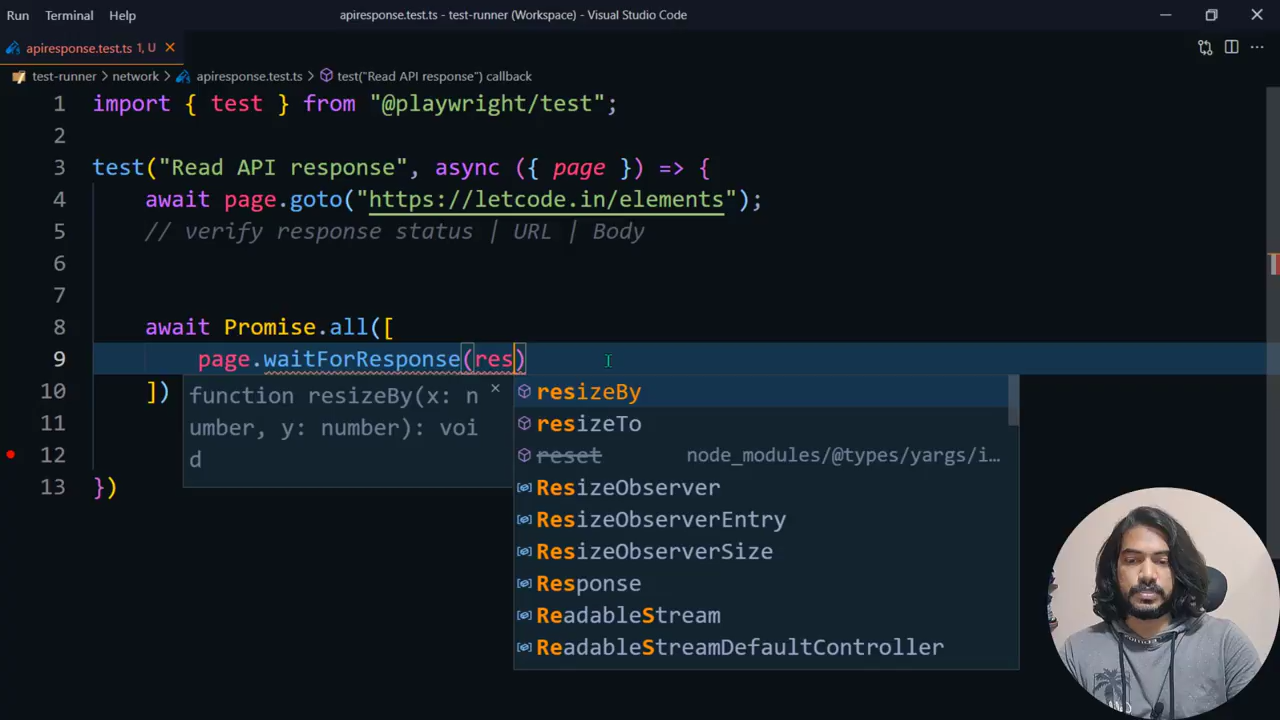 Run Terminal Help apiresponse.test.ts - test-runner (Workspace) - Visual Studio Code
apiresponse.test.ts 1, U
test-runner > network > apiresponse.test.ts > test("Read API response") callback
1 import { test } from "@playwright/test";
2
3 test("Read API response", async ({ page }) => {
4 await page.goto("https://letcode.in/elements");
5 // verify response status | URL | Body
6
7
8 await Promise.all([
9 page.waitForResponse(res)
10 ])
11
12
13 })
function resizeBy(x: n
umber, y: number): voi
d
resizeBy
resizeTo
reset node_modules/@types/yargs/i...
ResizeObserver
ResizeObserverEntry
ResizeObserverSize
Response
ReadableStream
ReadableStreamDefaultController